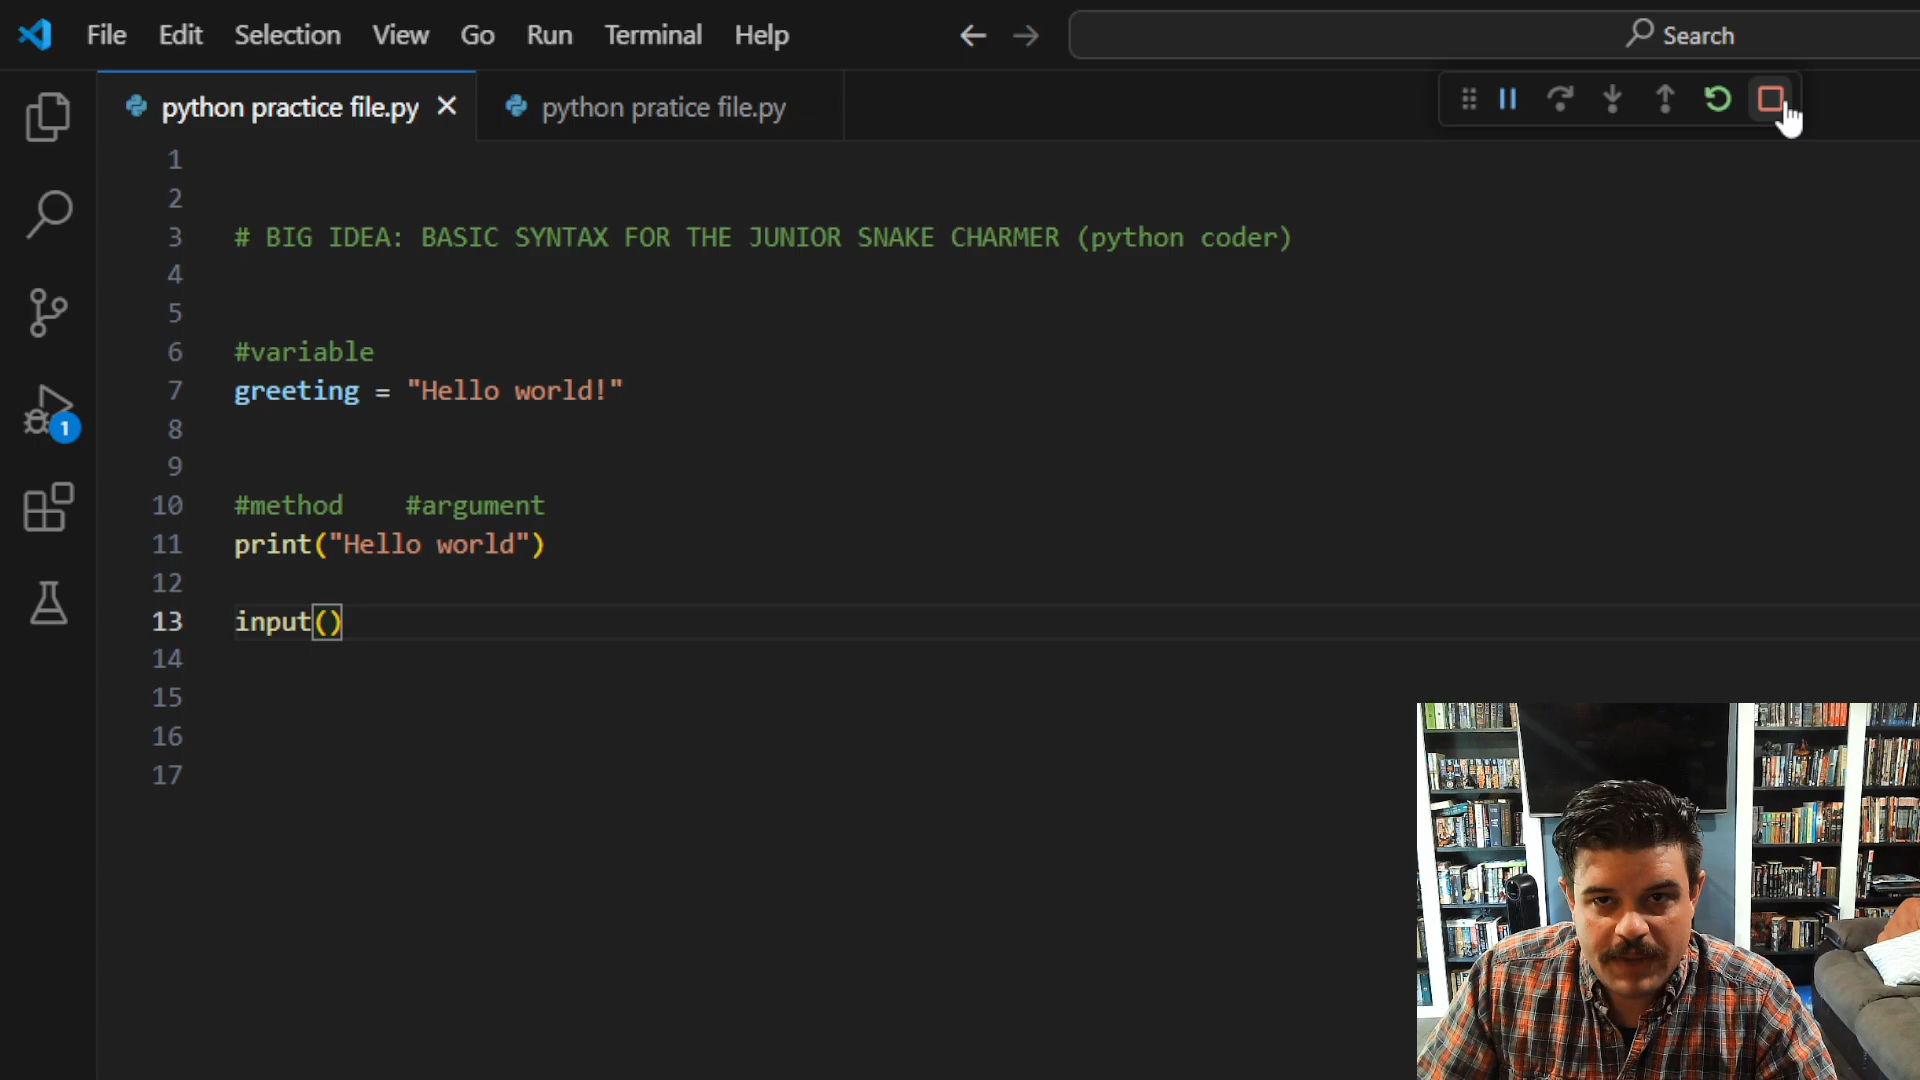 File Edit Selection View Go Run Terminal Help Search
python practice file.py python pratice file.py
1
2
3 # BIG IDEA: BASIC SYNTAX FOR THE JUNIOR SNAKE CHARMER (python coder)
4
5
6 #variable
7 greeting = "Hello world!"
8
9
10 #method #argument
11 print("Hello world")
12
13 input()
14
15
16
17
1